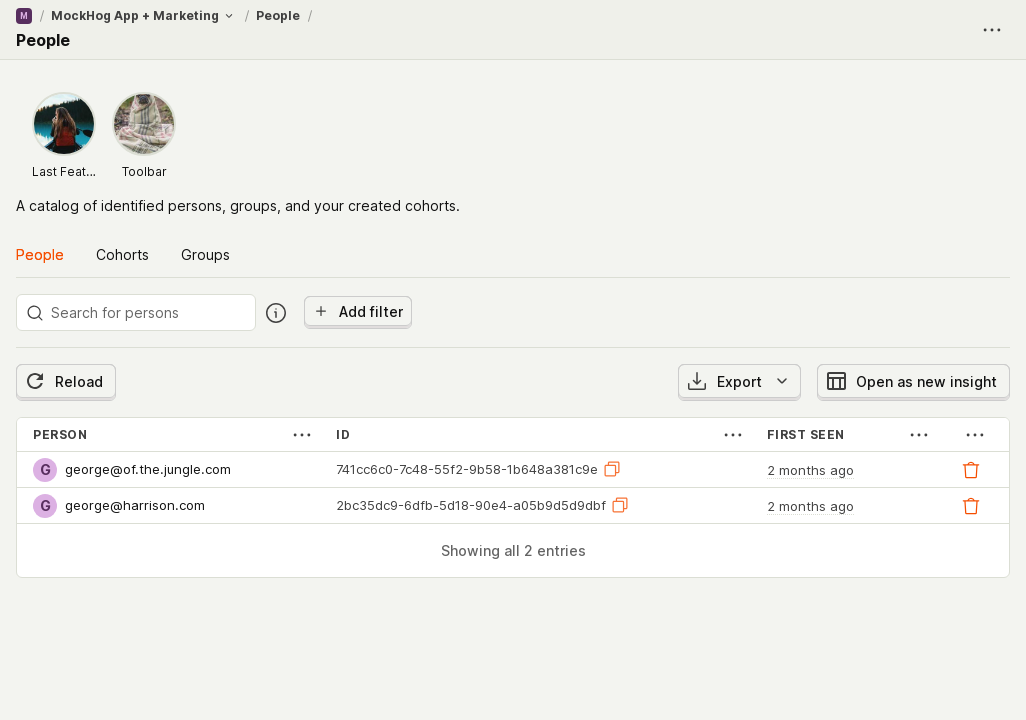 M / MockHog App + Marketing / People /
People
Last Feat...
Toolbar
A catalog of identified persons, groups, and your created cohorts.
People Cohorts Groups
Search for persons Add filter
Reload Export Open as new insight
PERSON ID FIRST SEEN
G george@of.the.jungle.com 741cc6c0-7c48-55f2-9b58-1b648a381c9e 2 months ago
G george@harrison.com 2bc35dc9-6dfb-5d18-90e4-a05b9d5d9dbf 2 months ago
Showing all 2 entries